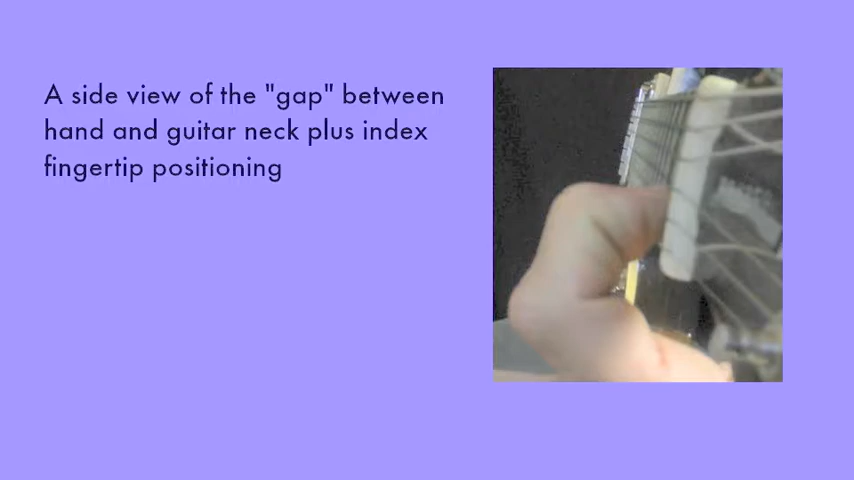 A side view of the "gap" between
hand and guitar neck plus index
fingertip positioning